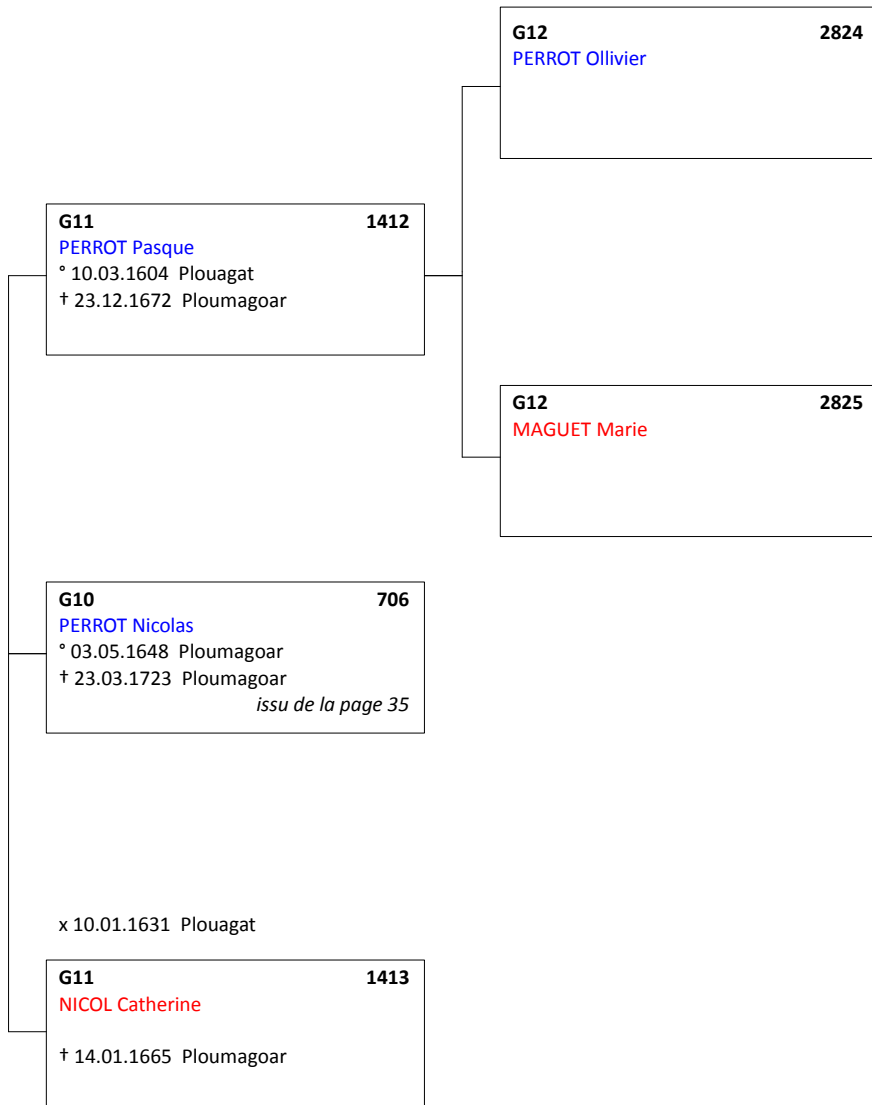 G12 2824
PERROT Ollivier
G11 1412
PERROT Pasque
° 10.03.1604 Plouagat
† 23.12.1672 Ploumagoar
G12 2825
MAGUET Marie
G10 706
PERROT Nicolas
° 03.05.1648 Ploumagoar
† 23.03.1723 Ploumagoar
issu de la page 35
x 10.01.1631 Plouagat
G11 1413
NICOL Catherine
† 14.01.1665 Ploumagoar